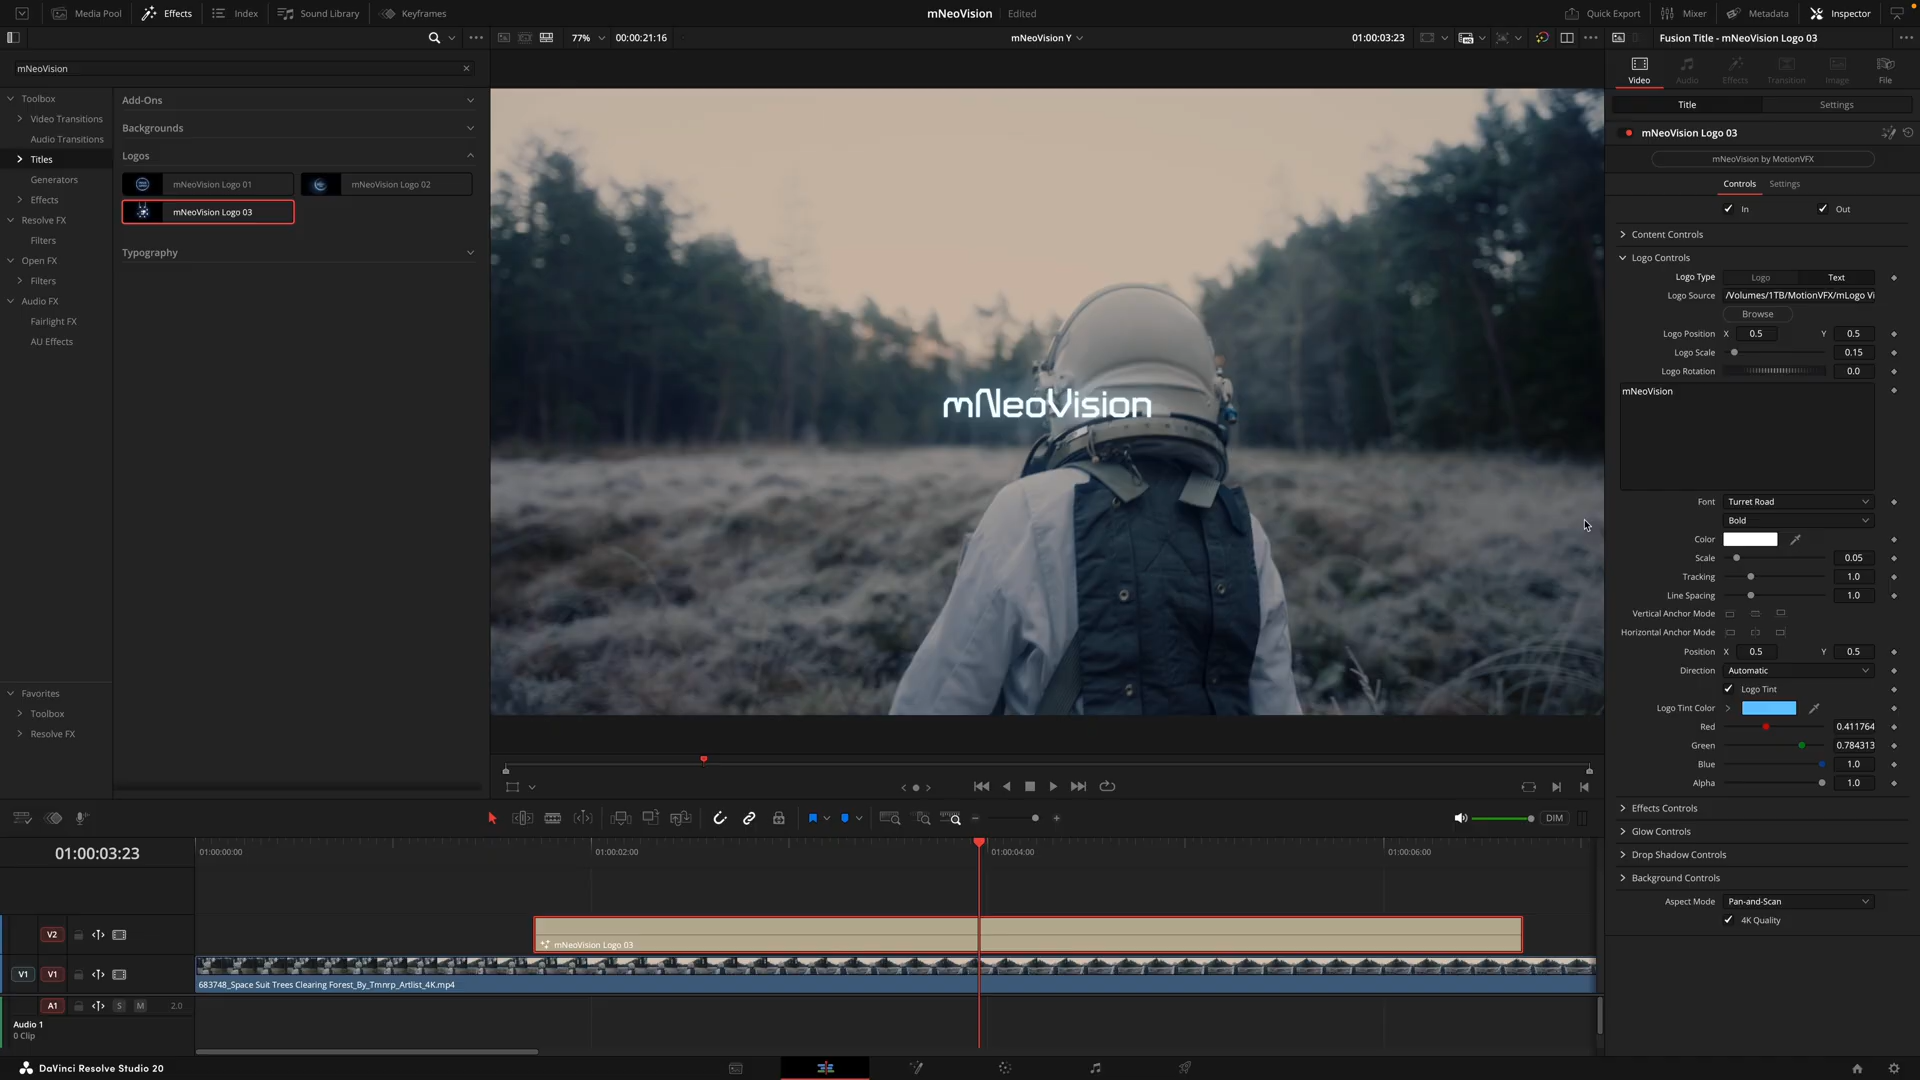 Media Pool
Effects
Index
Sound Library
Keyframes
mNeoVision
Edited
Quick Export
Mixer
Metadata
Inspector
77%
00:00:21:16
mNeoVision Y
01:00:03:23
Fusion Title - mNeoVision Logo 03
mNeoVision
Toolbox
Video Transitions
Audio Transitions
Titles
Generators
Effects
Resolve FX
Filters
Open FX
Filters
Audio FX
Fairlight FX
AU Effects
Favorites
Toolbox
Resolve FX
Add-Ons
Backgrounds
Logos
mNeoVision Logo 01
mNeoVision Logo 02
mNeoVision Logo 03
Typography
mNeoVision
Video
Audio
Effects
Transition
Image
File
Title
Settings
mNeoVision Logo 03
mNeoVision by MotionVFX
Controls
Settings
In
Out
Content Controls
Logo Controls
Logo Type
Logo
Text
Logo Source
/Volumes/1TB/MotionVFX/mLogo Vi
Browse
Logo Position X 0.5 Y 0.5
Logo Scale 0.15
Logo Rotation 0.0
mNeoVision
Font Turret Road
Bold
Color
Scale 0.05
Tracking 1.0
Line Spacing 1.0
Vertical Anchor Mode
Horizontal Anchor Mode
Position X 0.5 Y 0.5
Direction Automatic
Logo Tint
Logo Tint Color
Red 0.411764
Green 0.784313
Blue 1.0
Alpha 1.0
Effects Controls
Glow Controls
Drop Shadow Controls
Background Controls
Aspect Mode Pan-and-Scan
4K Quality
DIM
01:00:03:23
01:00:00:00
01:00:02:00
01:00:04:00
01:00:06:00
V2
mNeoVision Logo 03
V1
V1
683748_Space Suit Trees Clearing Forest_By_Tmnrp_Artlist_4K.mp4
A1
S
M
2.0
Audio 1
0 Clip
DaVinci Resolve Studio 20